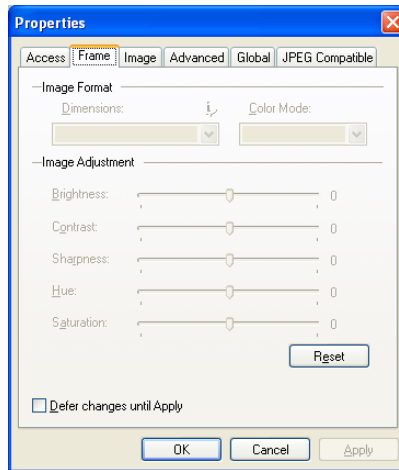 Properties
Access Frame Image Advanced Global JPEG Compatible
Image Format
Dimensions: i Color Mode:
Image Adjustment
Brightness: 0
Contrast: 0
Sharpness: 0
Hue: 0
Saturation: 0
Reset
Defer changes until Apply
OK Cancel Apply